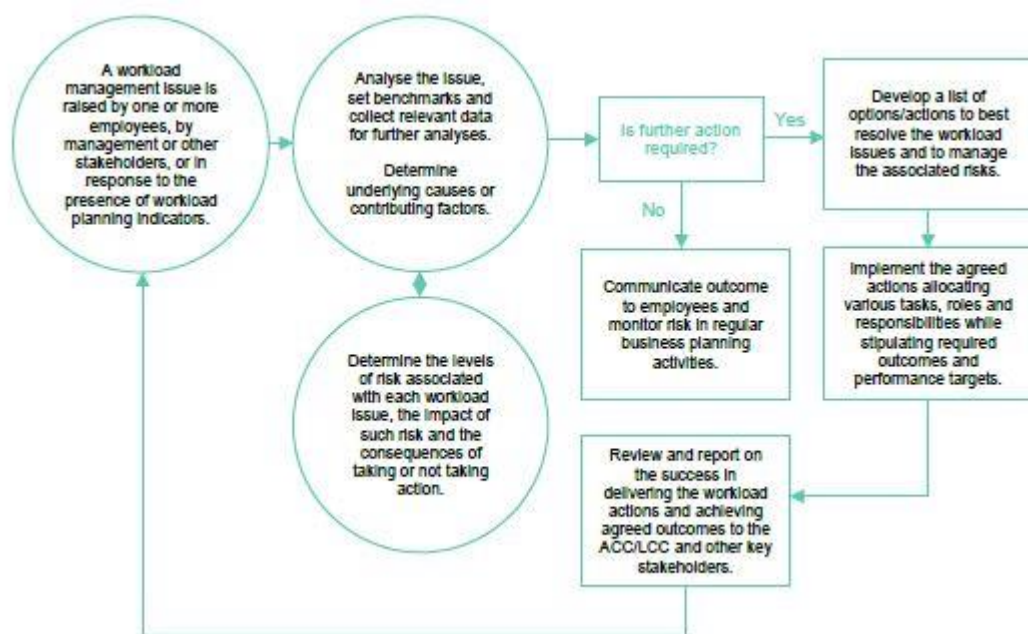 A workload
management issue is
raised by one or more
employees, by
management or other
stakeholders, or in
response to the
presence of workload
planning indicators.
Analyse the issue,
set benchmarks and
collect relevant data
for further analyses.
Determine
underlying causes or
contributing factors.
Determine the levels
of risk associated
with each workload
issue, the impact of
such risk and the
consequences of
taking or not taking
action.
Is further action
required?
Yes
No
Communicate outcome
to employees and
monitor risk in regular
business planning
activities.
Develop a list of
options/actions to best
resolve the workload
issues and to manage
the associated risks.
Implement the agreed
actions allocating
various tasks, roles and
responsibilities while
stipulating required
outcomes and
performance targets.
Review and report on
the success in
delivering the workload
actions and achieving
agreed outcomes to the
ACC/LCC and other key
stakeholders.